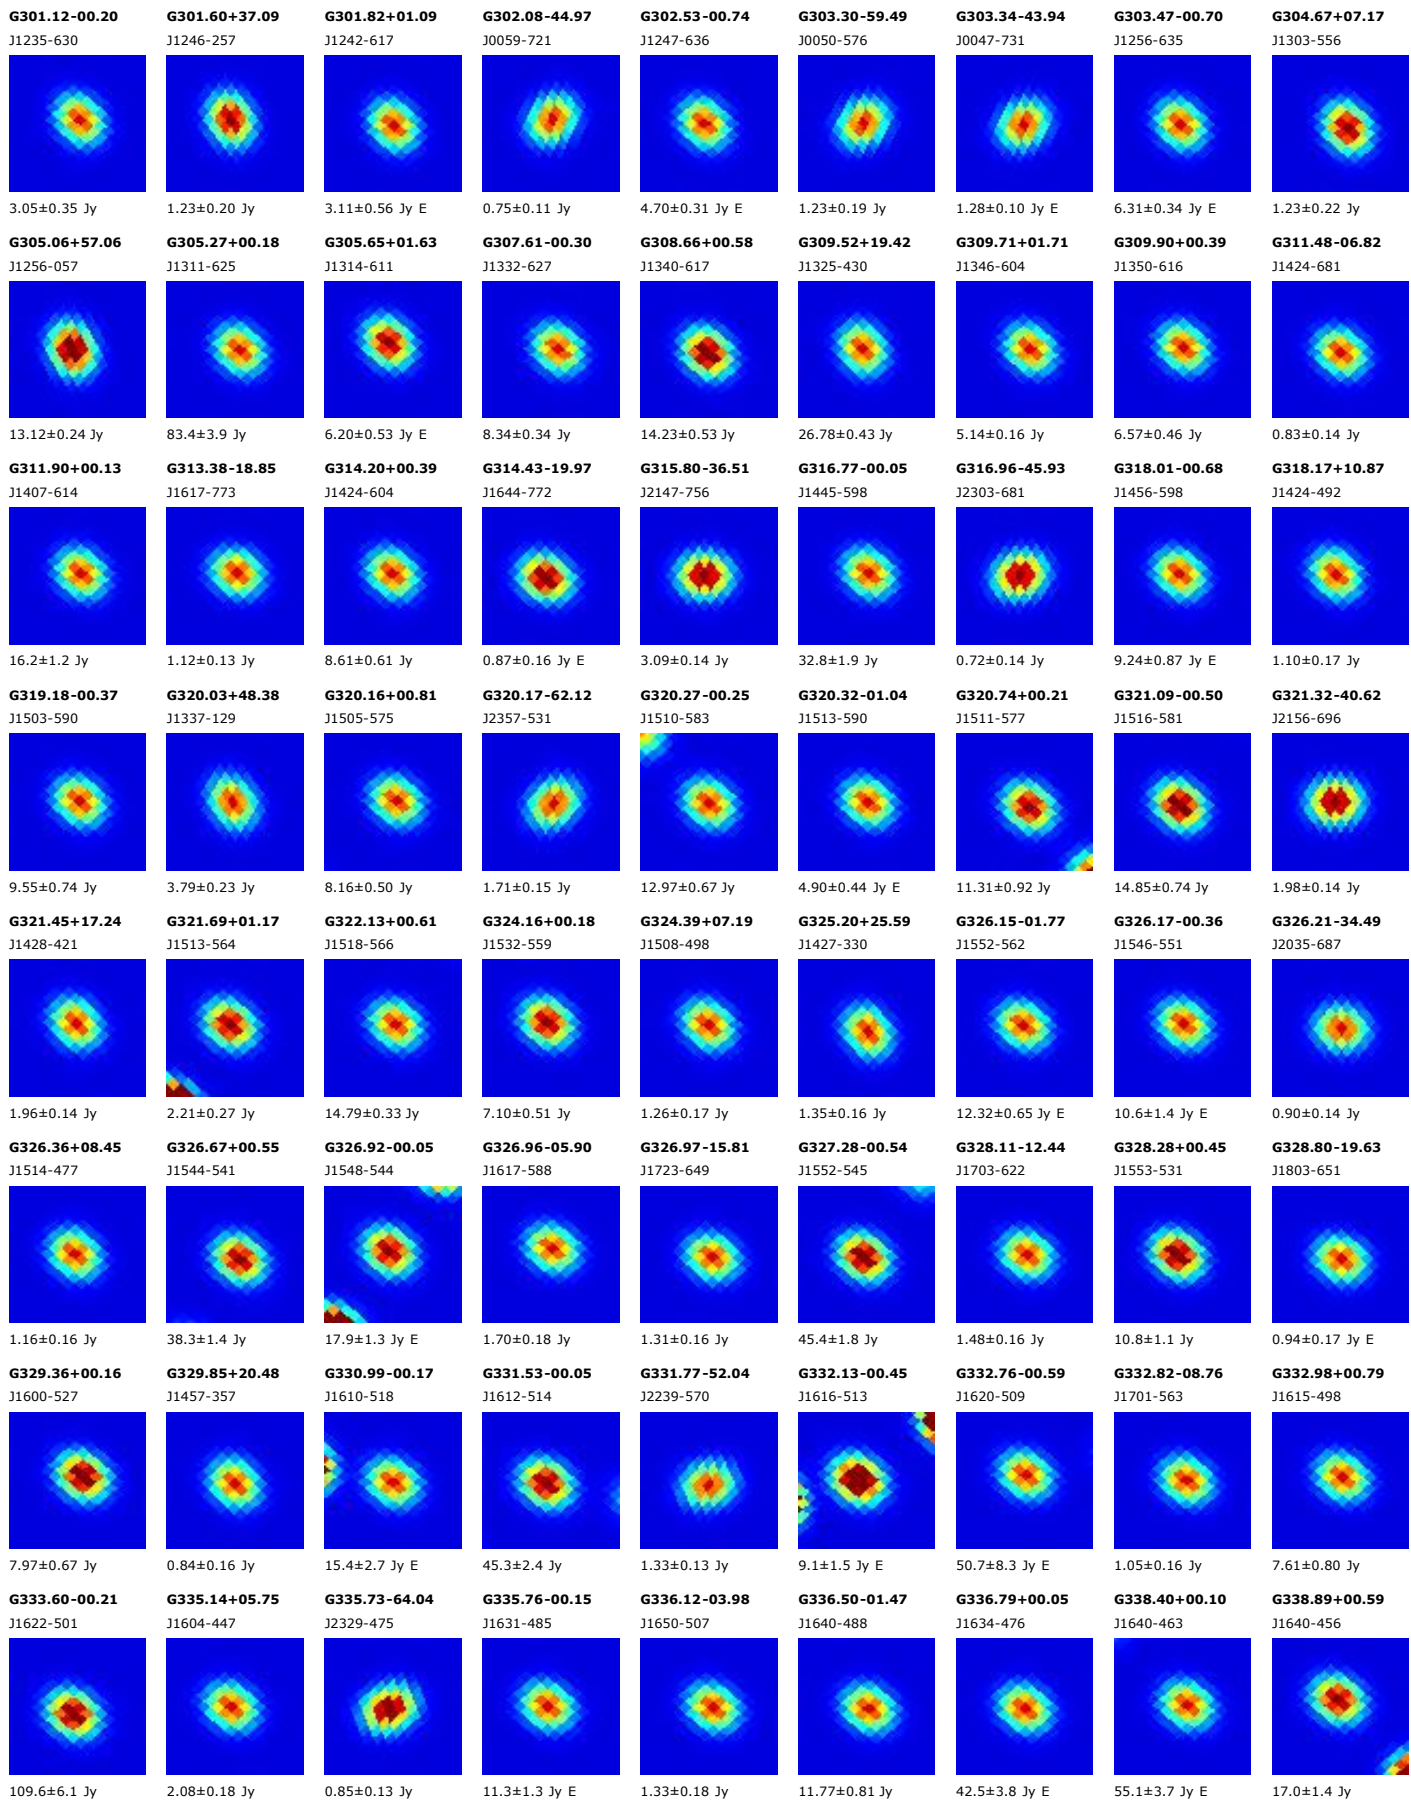 G301.12-00.20 G301.60+37.09 G301.82+01.09 G302.08-44.97 G302.53-00.74 G303.30-59.49 G303.34-43.94 G303.47-00.70 G304.67+07.17
J1235-630 J1246-257 J1242-617 J0059-721 J1247-636 J0050-576 J0047-731 J1256-635 J1303-556
3.05±0.35 Jy 1.23±0.20 Jy 3.11±0.56 Jy E 0.75±0.11 Jy 4.70±0.31 Jy E 1.23±0.19 Jy 1.28±0.10 Jy E 6.31±0.34 Jy E 1.23±0.22 Jy
G305.06+57.06 G305.27+00.18 G305.65+01.63 G307.61-00.30 G308.66+00.58 G309.52+19.42 G309.71+01.71 G309.90+00.39 G311.48-06.82
J1256-057 J1311-625 J1314-611 J1332-627 J1340-617 J1325-430 J1346-604 J1350-616 J1424-681
13.12±0.24 Jy 83.4±3.9 Jy 6.20±0.53 Jy E 8.34±0.34 Jy 14.23±0.53 Jy 26.78±0.43 Jy 5.14±0.16 Jy 6.57±0.46 Jy 0.83±0.14 Jy
G311.90+00.13 G313.38-18.85 G314.20+00.39 G314.43-19.97 G315.80-36.51 G316.77-00.05 G316.96-45.93 G318.01-00.68 G318.17+10.87
J1407-614 J1617-773 J1424-604 J1644-772 J2147-756 J1445-598 J2303-681 J1456-598 J1424-492
16.2±1.2 Jy 1.12±0.13 Jy 8.61±0.61 Jy 0.87±0.16 Jy E 3.09±0.14 Jy 32.8±1.9 Jy 0.72±0.14 Jy 9.24±0.87 Jy E 1.10±0.17 Jy
G319.18-00.37 G320.03+48.38 G320.16+00.81 G320.17-62.12 G320.27-00.25 G320.32-01.04 G320.74+00.21 G321.09-00.50 G321.32-40.62
J1503-590 J1337-129 J1505-575 J2357-531 J1510-583 J1513-590 J1511-577 J1516-581 J2156-696
9.55±0.74 Jy 3.79±0.23 Jy 8.16±0.50 Jy 1.71±0.15 Jy 12.97±0.67 Jy 4.90±0.44 Jy E 11.31±0.92 Jy 14.85±0.74 Jy 1.98±0.14 Jy
G321.45+17.24 G321.69+01.17 G322.13+00.61 G324.16+00.18 G324.39+07.19 G325.20+25.59 G326.15-01.77 G326.17-00.36 G326.21-34.49
J1428-421 J1513-564 J1518-566 J1532-559 J1508-498 J1427-330 J1552-562 J1546-551 J2035-687
1.96±0.14 Jy 2.21±0.27 Jy 14.79±0.33 Jy 7.10±0.51 Jy 1.26±0.17 Jy 1.35±0.16 Jy 12.32±0.65 Jy E 10.6±1.4 Jy E 0.90±0.14 Jy
G326.36+08.45 G326.67+00.55 G326.92-00.05 G326.96-05.90 G326.97-15.81 G327.28-00.54 G328.11-12.44 G328.28+00.45 G328.80-19.63
J1514-477 J1544-541 J1548-544 J1617-588 J1723-649 J1552-545 J1703-622 J1553-531 J1803-651
1.16±0.16 Jy 38.3±1.4 Jy 17.9±1.3 Jy E 1.70±0.18 Jy 1.31±0.16 Jy 45.4±1.8 Jy 1.48±0.16 Jy 10.8±1.1 Jy 0.94±0.17 Jy E
G329.36+00.16 G329.85+20.48 G330.99-00.17 G331.53-00.05 G331.77-52.04 G332.13-00.45 G332.76-00.59 G332.82-08.76 G332.98+00.79
J1600-527 J1457-357 J1610-518 J1612-514 J2239-570 J1616-513 J1620-509 J1701-563 J1615-498
7.97±0.67 Jy 0.84±0.16 Jy 15.4±2.7 Jy E 45.3±2.4 Jy 1.33±0.13 Jy 9.1±1.5 Jy E 50.7±8.3 Jy E 1.05±0.16 Jy 7.61±0.80 Jy
G333.60-00.21 G335.14+05.75 G335.73-64.04 G335.76-00.15 G336.12-03.98 G336.50-01.47 G336.79+00.05 G338.40+00.10 G338.89+00.59
J1622-501 J1604-447 J2329-475 J1631-485 J1650-507 J1640-488 J1634-476 J1640-463 J1640-456
109.6±6.1 Jy 2.08±0.18 Jy 0.85±0.13 Jy 11.3±1.3 Jy E 1.33±0.18 Jy 11.77±0.81 Jy 42.5±3.8 Jy E 55.1±3.7 Jy E 17.0±1.4 Jy